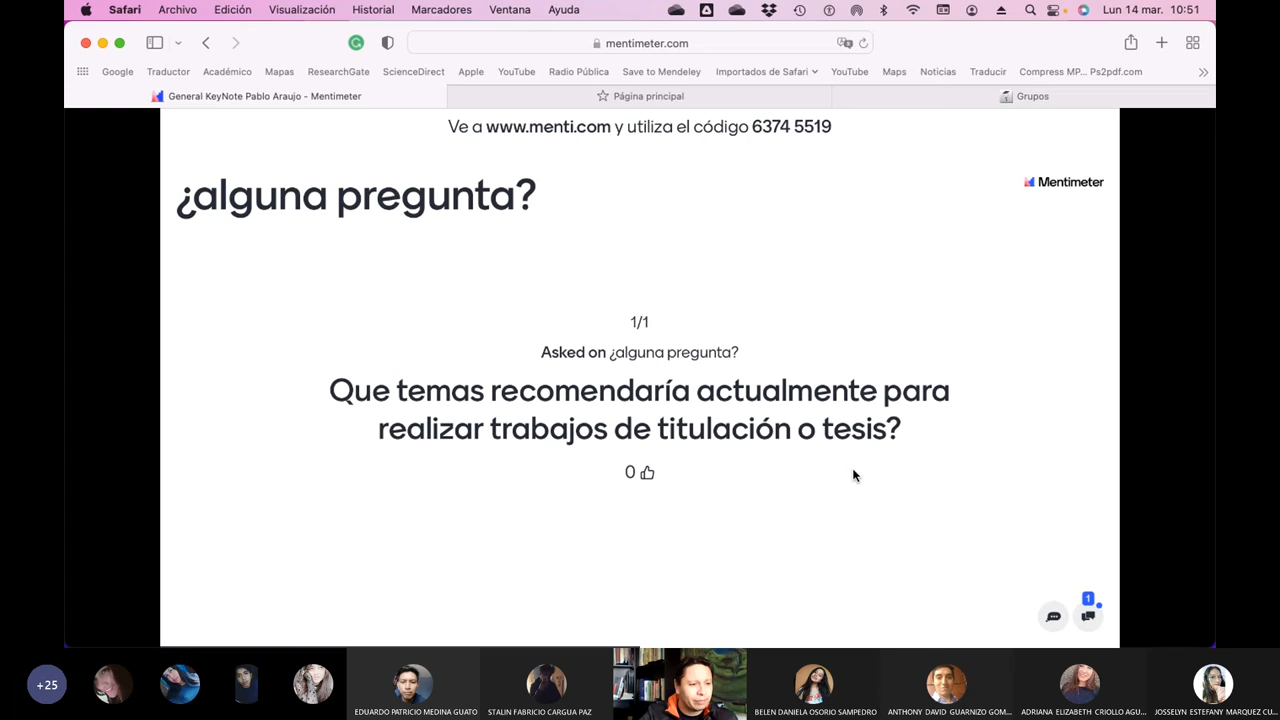 Safari Archivo Edición Visualización Historial Marcadores Ventana Ayuda Lun 14 mar. 10:51
mentimeter.com
Google Traductor Académico Mapas ResearchGate ScienceDirect Apple YouTube Radio Pública Save to Mendeley Importados de Safari YouTube Maps Noticias Traducir Compress MP... Ps2pdf.com
General KeyNote Pablo Araujo - Mentimeter Página principal Grupos
Ve a www.menti.com y utiliza el código 6374 5519
¿alguna pregunta?
Mentimeter
1/1
Asked on ¿alguna pregunta?
Que temas recomendaría actualmente para
realizar trabajos de titulación o tesis?
0
1
+25
EDUARDO PATRICIO MEDINA GUATO STALIN FABRICIO CARGUA PAZ BELEN DANIELA OSORIO SAMPEDRO ANTHONY DAVID GUARNIZO GOM... ADRIANA ELIZABETH CRIOLLO AGU... JOSSELYN ESTEFANY MARQUEZ CU...